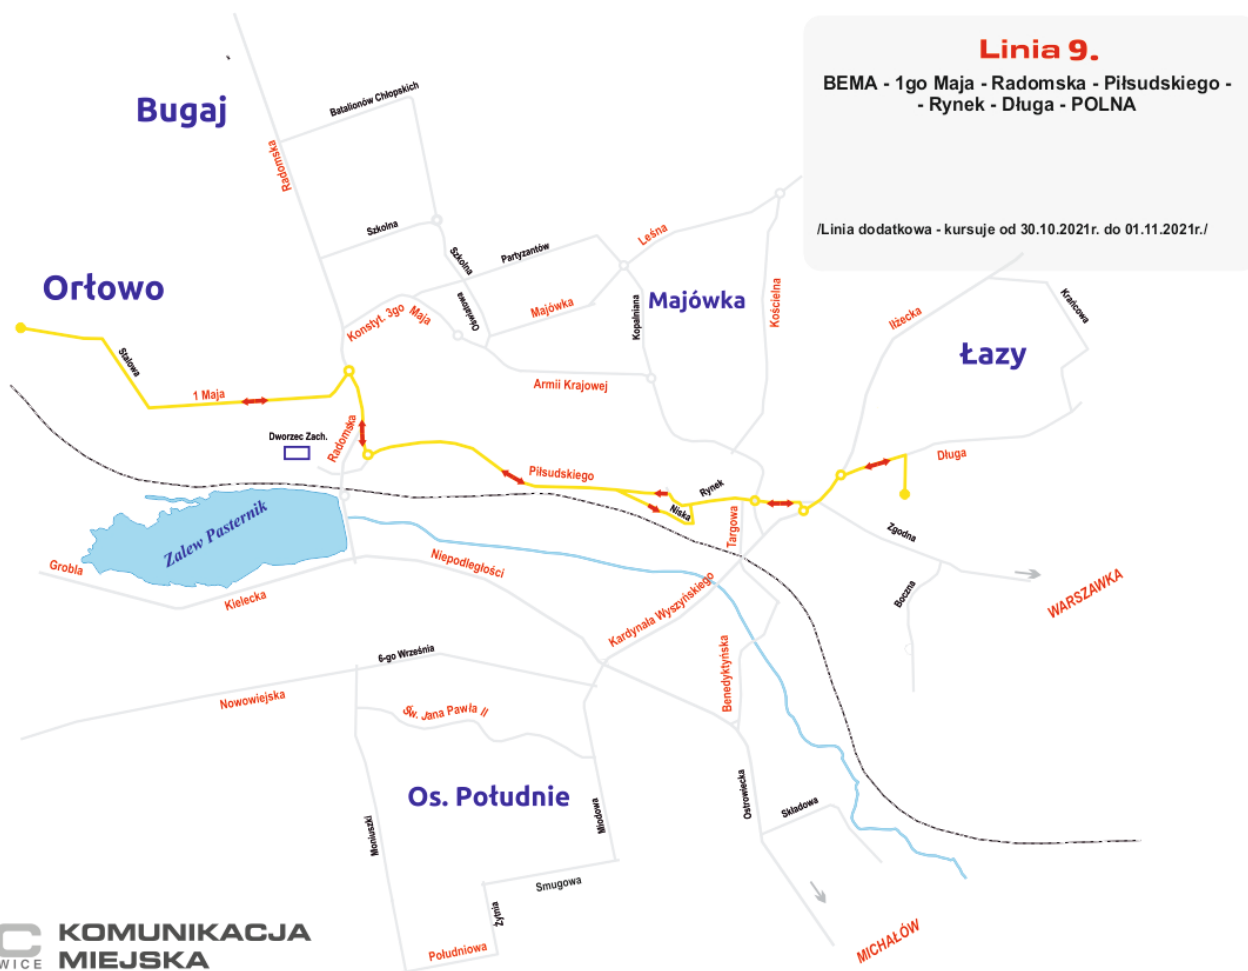 Linia 9.
BEMA - 1go Maja - Radomska - Piłsudskiego -
- Rynek - Długa - POLNA
/Linia dodatkowa - kursuje od 30.10.2021r. do 01.11.2021r./
Bugaj
Batalionów Chłopskich
Radomska
Szkolna
Szkolna
Partyzantów
Leśna
Orłowo
Majówka
Oświatowa
Majówka
Kopalniana
Kościelna
Krańcowa
Iłżecka
Konstyt. 3go Maja
Łazy
Stalowa
Armii Krajowej
1 Maja
Dworzec Zach.
Radomska
Długa
Piłsudskiego
Rynek
Niska
Targowa
Zgodna
Zalew Pasternik
Niepodległości
Grobla
Kielecka
Boczna
WARSZAWKA
Kardynała Wyszyńskiego
6-go Września
Benedyktyńska
Nowowiejska
Św. Jana Pawła II
Os. Południe
Ostrowiecka
Składowa
Moniuszki
Miodowa
Smugowa
Żytnia
Południowa
MICHAŁÓW
C
WICE
KOMUNIKACJA
MIEJSKA